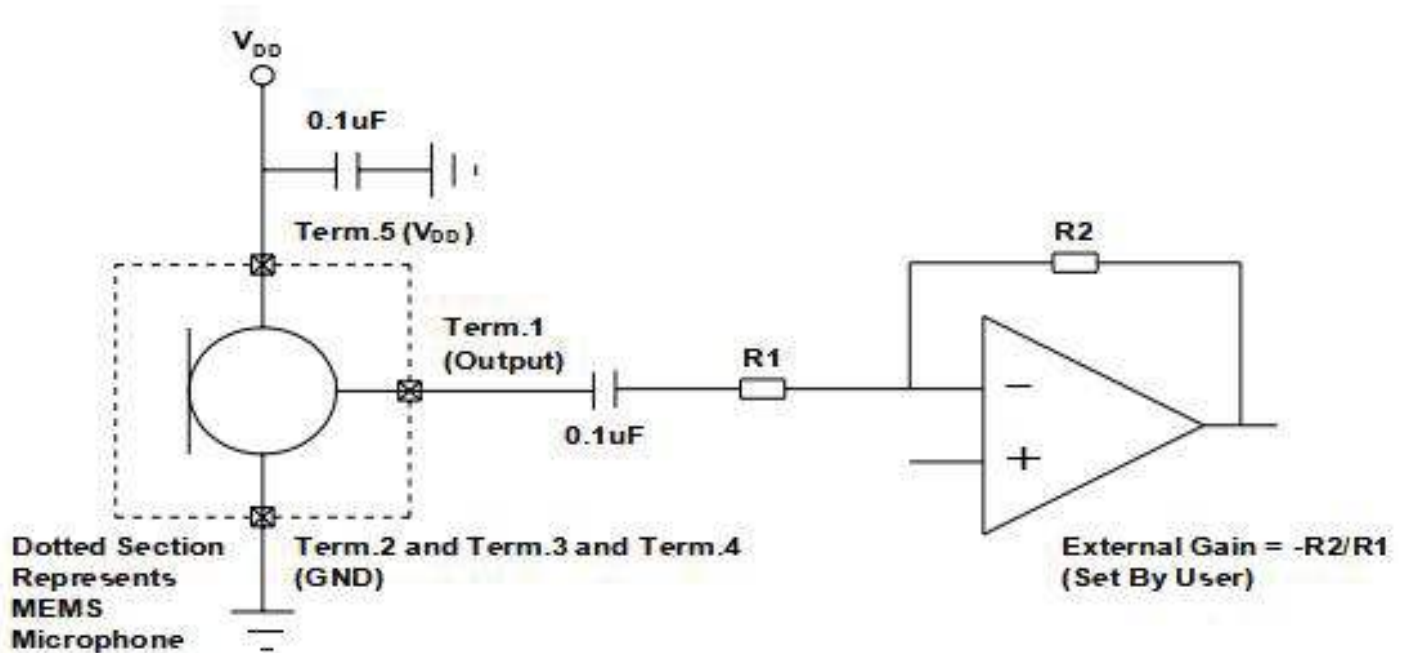 VDD
0.1uF
Term.5 (VDD)
R2
Term.1
(Output)
R1
0.1uF
−
+
Dotted Section
Represents
MEMS
Microphone
Term.2 and Term.3 and Term.4
(GND)
External Gain = -R2/R1
(Set By User)